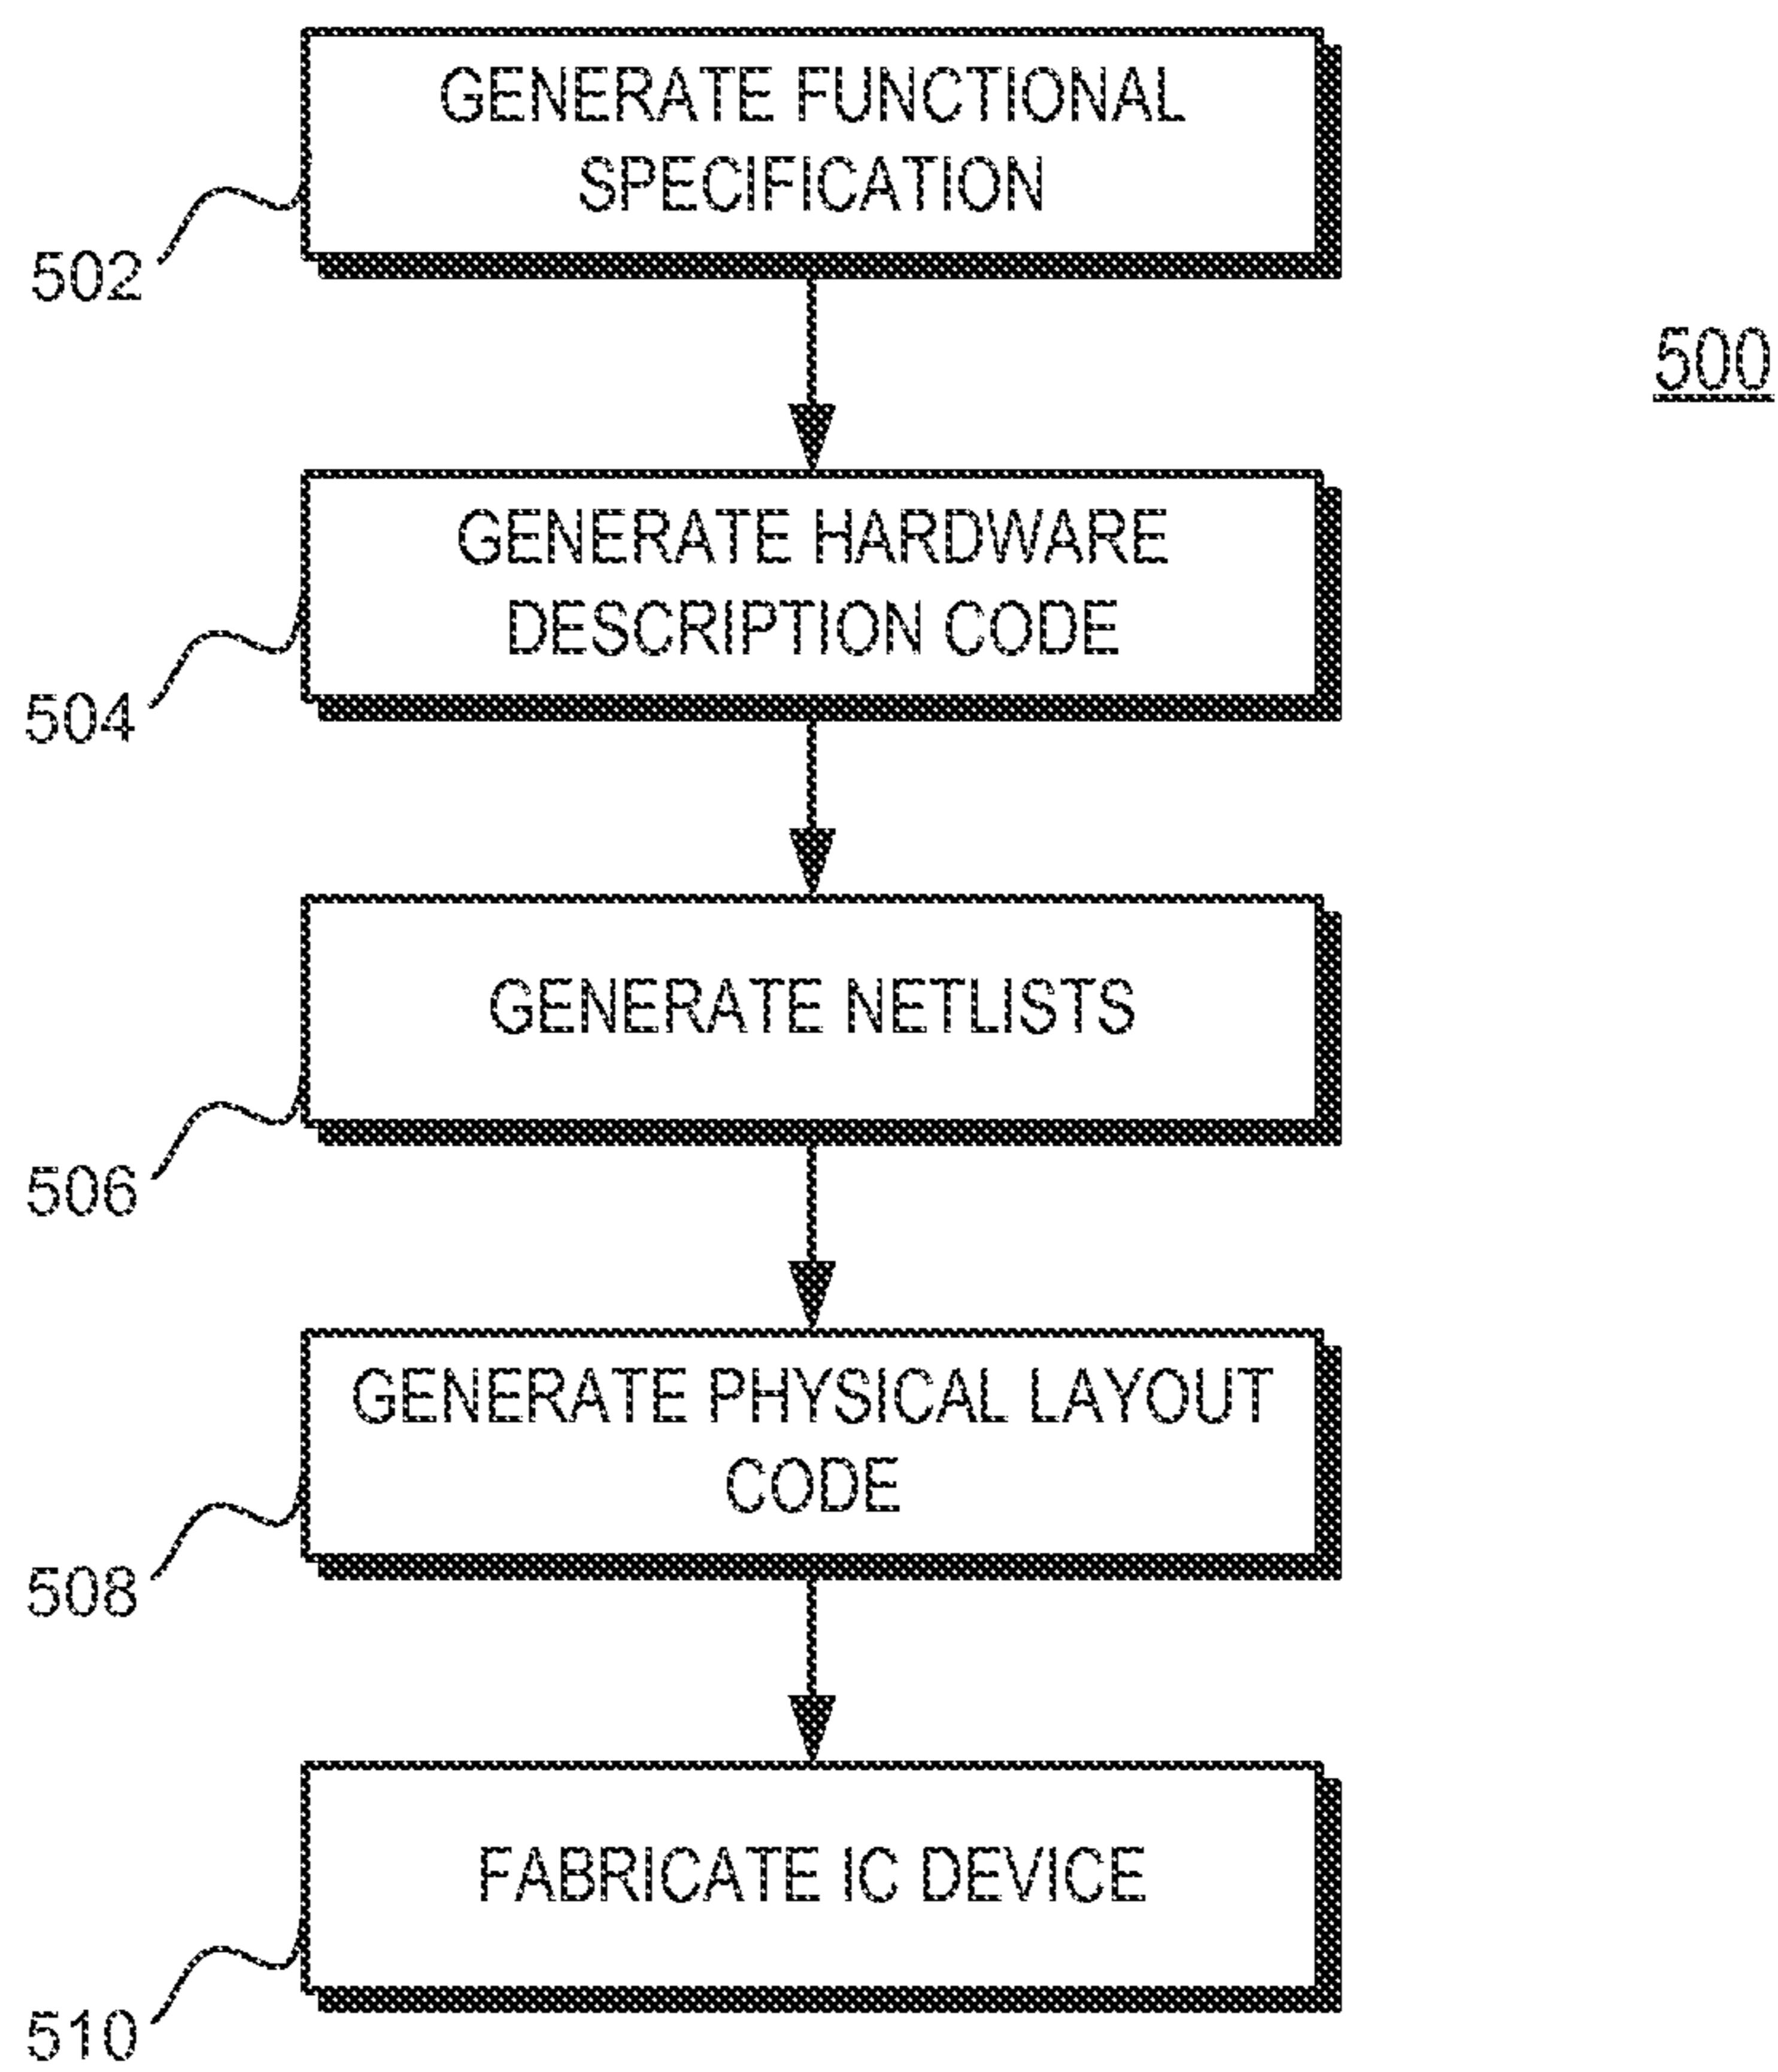 GENERATE FUNCTIONAL
SPECIFICATION
502
500
GENERATE HARDWARE
DESCRIPTION CODE
504
GENERATE NETLISTS
506
GENERATE PHYSICAL LAYOUT
CODE
508
FABRICATE IC DEVICE
510